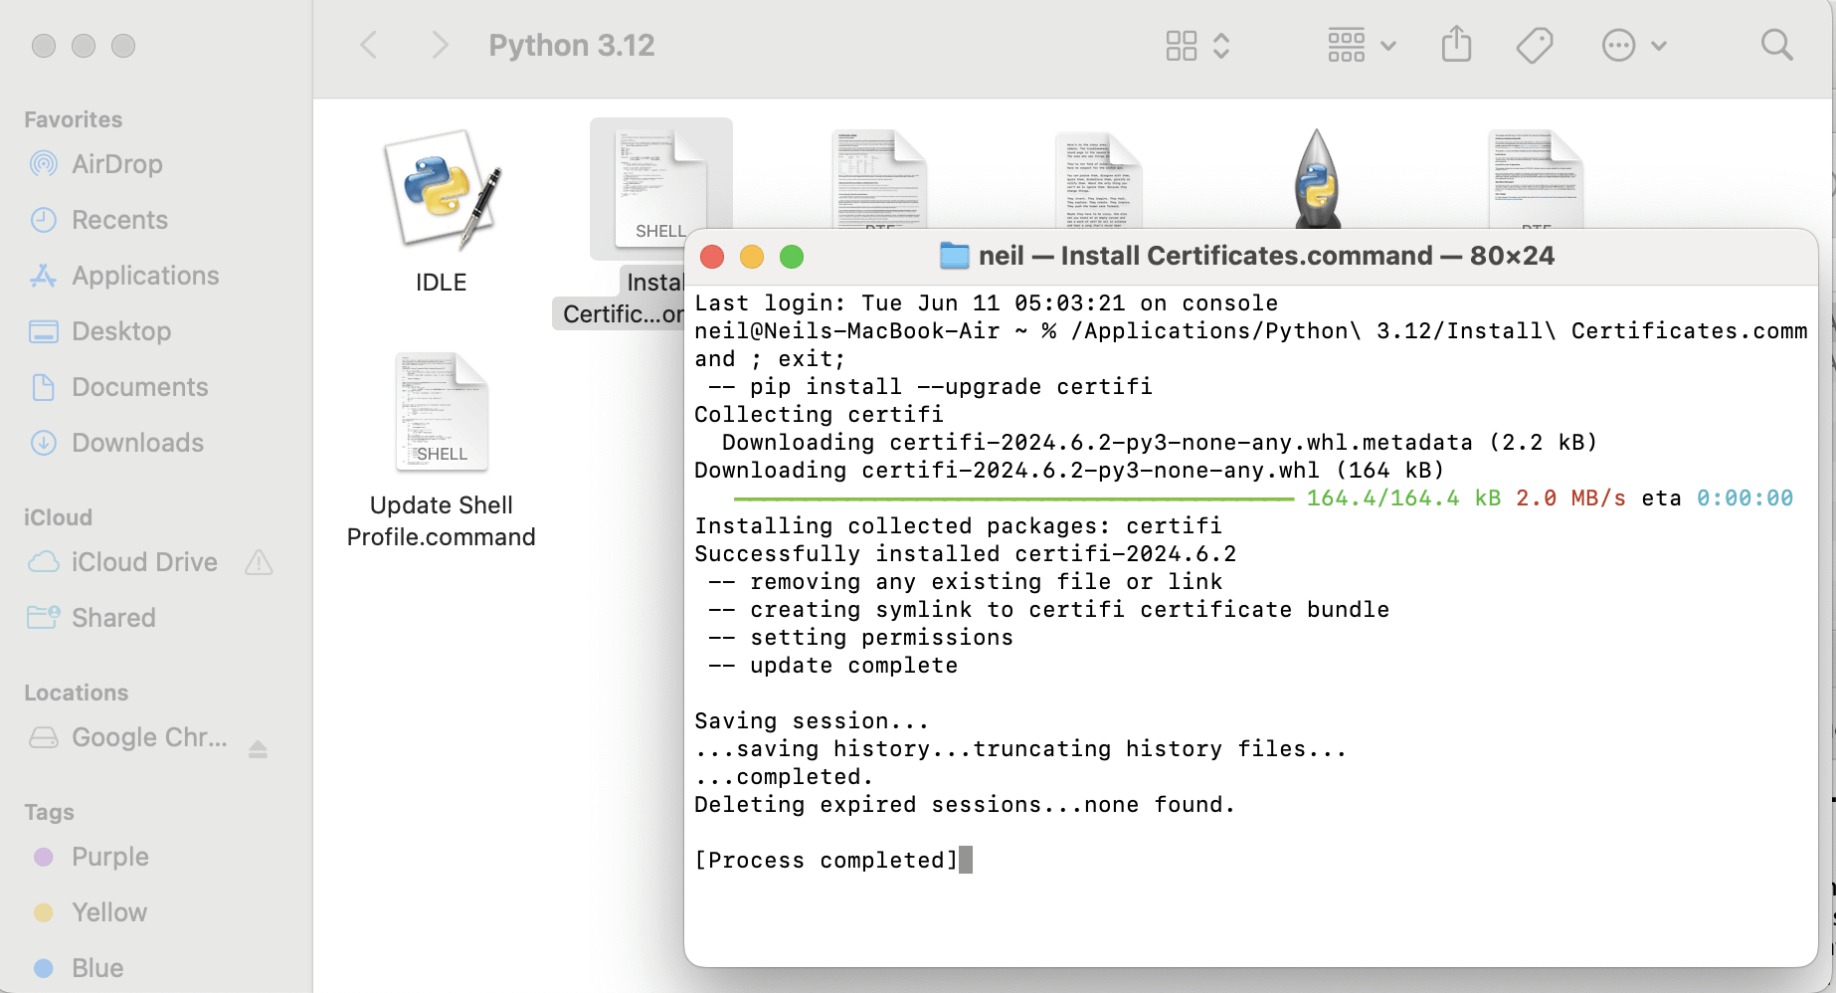 Python 3.12
Favorites
AirDrop
Recents
Applications
Desktop
Documents
Downloads
iCloud
iCloud Drive
Shared
Locations
Google Chr...
Tags
Purple
Yellow
Blue
IDLE
SHELL
Instal
Certific...or
SHELL
Update Shell
Profile.command
neil — Install Certificates.command — 80×24
Last login: Tue Jun 11 05:03:21 on console
neil@Neils-MacBook-Air ~ % /Applications/Python\ 3.12/Install\ Certificates.comm
and ; exit;
 -- pip install --upgrade certifi
Collecting certifi
  Downloading certifi-2024.6.2-py3-none-any.whl.metadata (2.2 kB)
Downloading certifi-2024.6.2-py3-none-any.whl (164 kB)
164.4/164.4 kB 2.0 MB/s eta 0:00:00
Installing collected packages: certifi
Successfully installed certifi-2024.6.2
 -- removing any existing file or link
 -- creating symlink to certifi certificate bundle
 -- setting permissions
 -- update complete
Saving session...
...saving history...truncating history files...
...completed.
Deleting expired sessions...none found.
[Process completed]